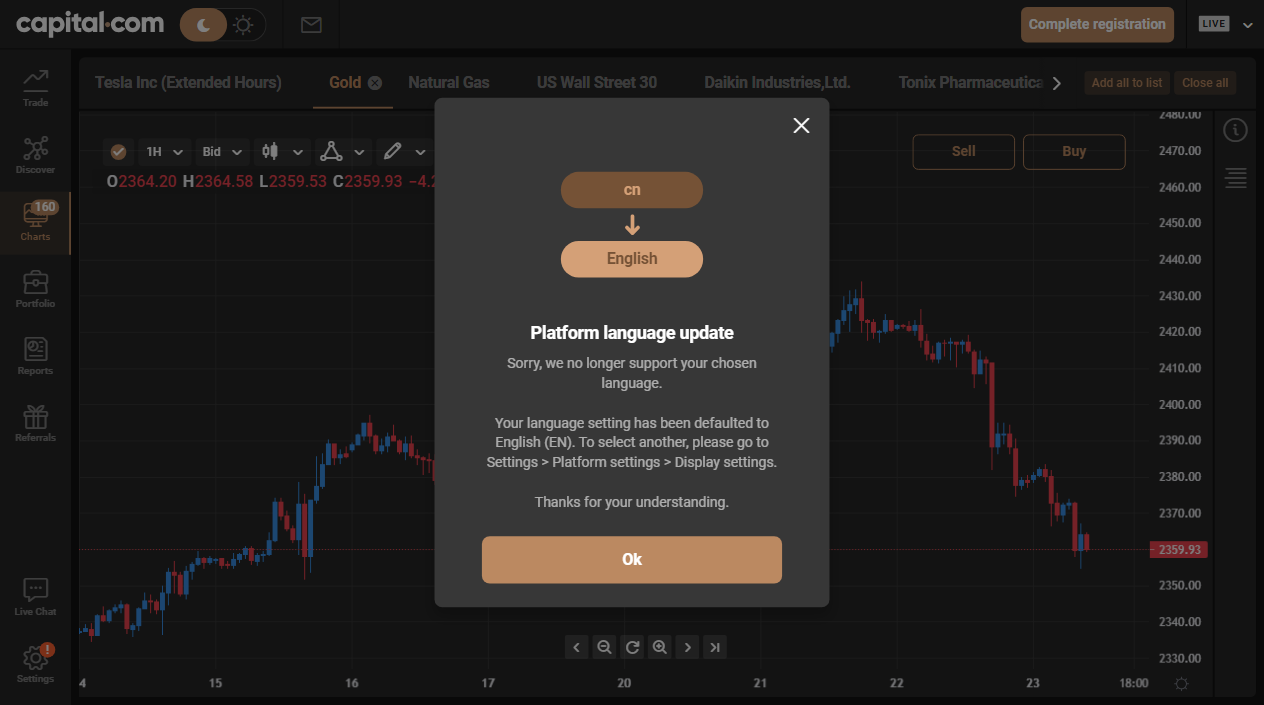 capital.com
Complete registration
LIVE
Trade
Discover
160
Charts
Portfolio
Reports
Referrals
Live Chat
!
Settings
Tesla Inc (Extended Hours)
Gold
Natural Gas
US Wall Street 30
Daikin Industries,Ltd.
Tonix Pharmaceutica
Add all to list
Close all
1H
Bid
O2364.20 H2364.58 L2359.53 C2359.93
Sell
Buy
cn
English
Platform language update
Sorry, we no longer support your chosen
language.
Your language setting has been defaulted to
English (EN). To select another, please go to
Settings > Platform settings > Display settings.
Thanks for your understanding.
Ok
2480.00
2470.00
2460.00
2450.00
2440.00
2430.00
2420.00
2410.00
2400.00
2390.00
2380.00
2370.00
2359.93
2350.00
2340.00
2330.00
4
15
16
17
20
21
22
23
18:00